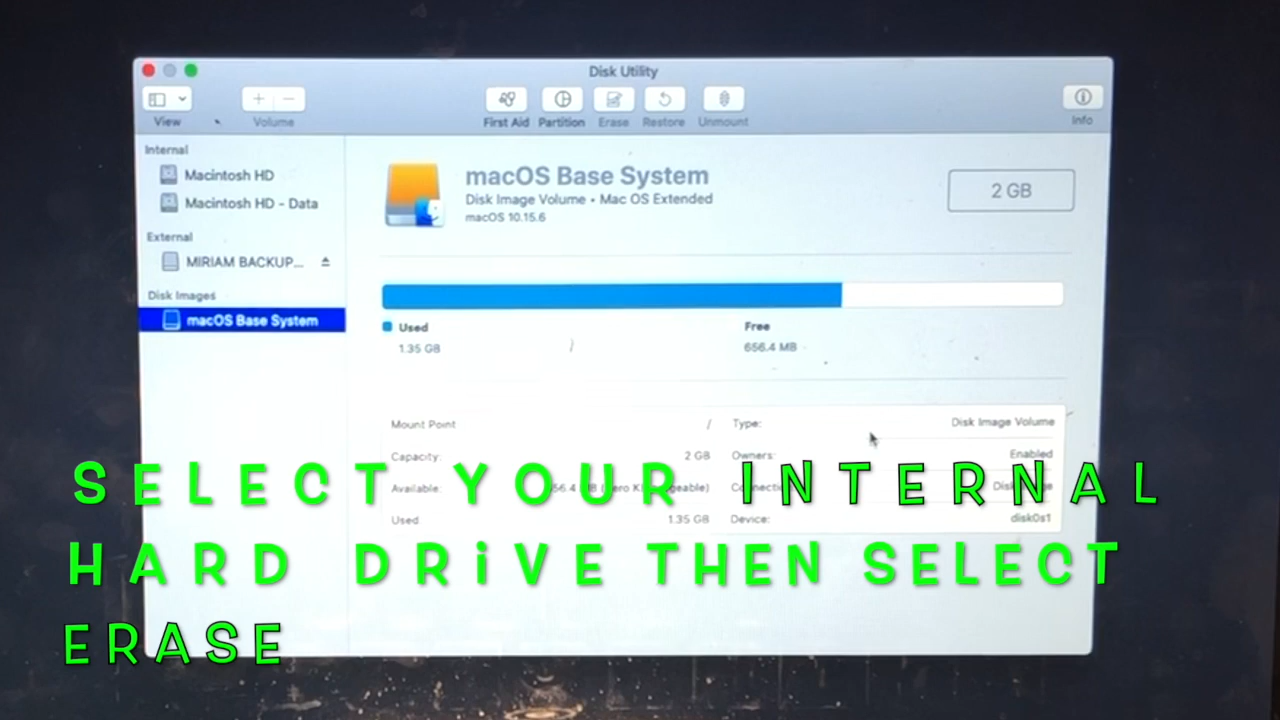 Disk Utility
View
Volume
First Aid
Partition
Erase
Restore
Unmount
Info
Internal
Macintosh HD
Macintosh HD - Data
External
MIRIAM BACKUP...
Disk Images
macOS Base System
macOS Base System
Disk Image Volume • Mac OS Extended
macOS 10.15.6
2 GB
Used
1.35 GB
Free
656.4 MB
Mount Point /
Type: Disk Image Volume
Capacity: 2 GB
Owners: Enabled
Available:
Used 1.35 GB
Device: disk0s1
SELECT YOUR INTERNAL
HARD DRiVE THEN SELECT
ERASE